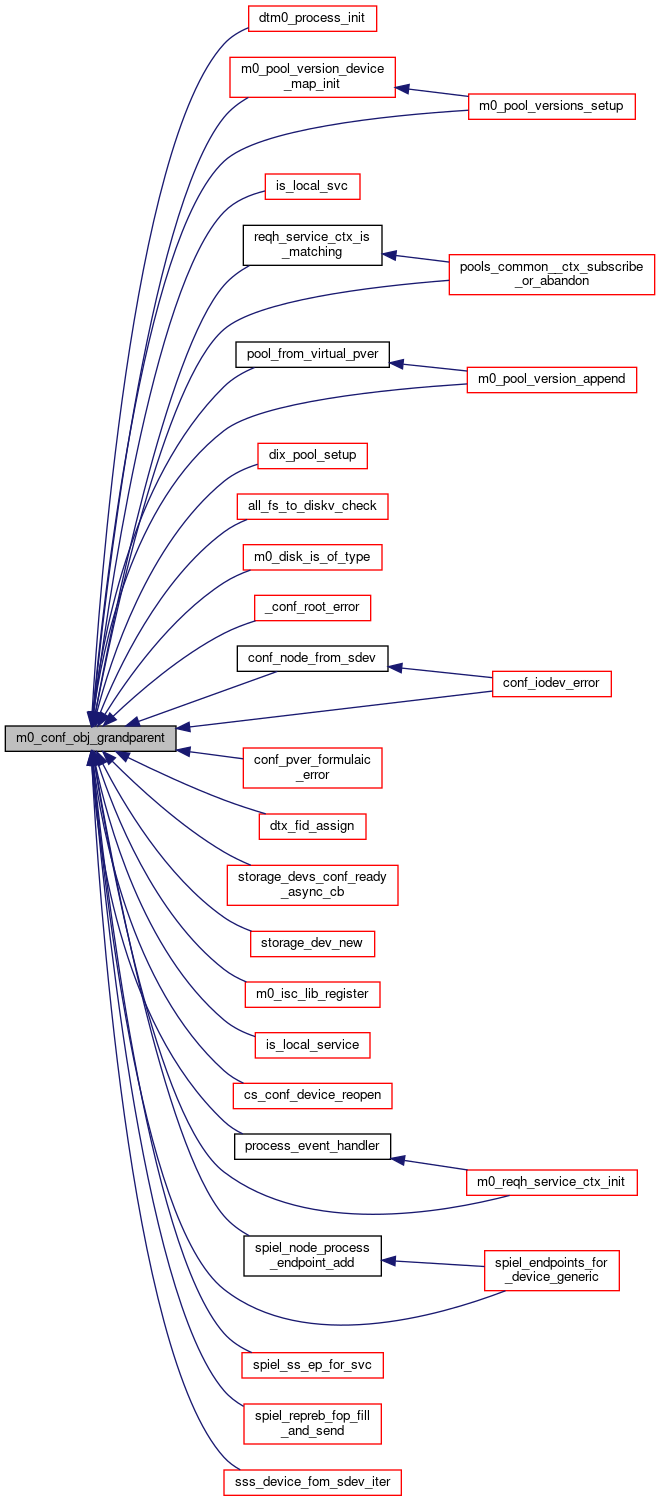 dtm0_process_init
m0_pool_version_device
_map_init
m0_pool_versions_setup
is_local_svc
reqh_service_ctx_is
_matching
pools_common__ctx_subscribe
_or_abandon
pool_from_virtual_pver
m0_pool_version_append
dix_pool_setup
all_fs_to_diskv_check
m0_disk_is_of_type
_conf_root_error
conf_node_from_sdev
conf_iodev_error
m0_conf_obj_grandparent
conf_pver_formulaic
_error
dtx_fid_assign
storage_devs_conf_ready
_async_cb
storage_dev_new
m0_isc_lib_register
is_local_service
cs_conf_device_reopen
process_event_handler
m0_reqh_service_ctx_init
spiel_node_process
_endpoint_add
spiel_endpoints_for
_device_generic
spiel_ss_ep_for_svc
spiel_repreb_fop_fill
_and_send
sss_device_fom_sdev_iter